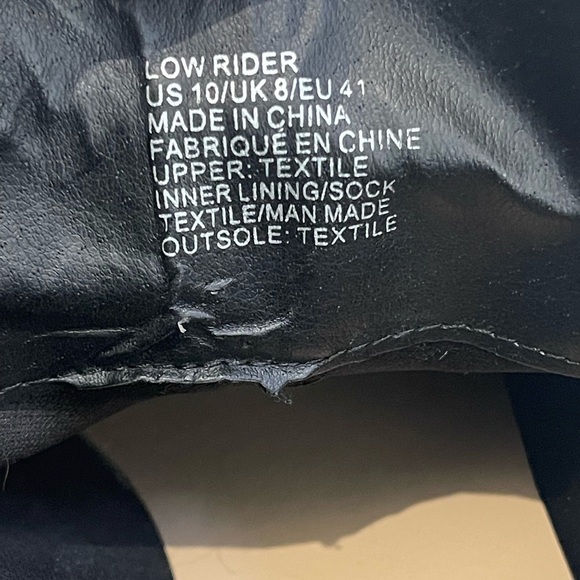 LOW RIDER
US 10/UK 8/EU 41
MADE IN CHINA
FABRIQUÉ EN CHINE
UPPER: TEXTILE
INNER LINING/SOCK
TEXTILE/MAN MADE
OUTSOLE: TEXTILE